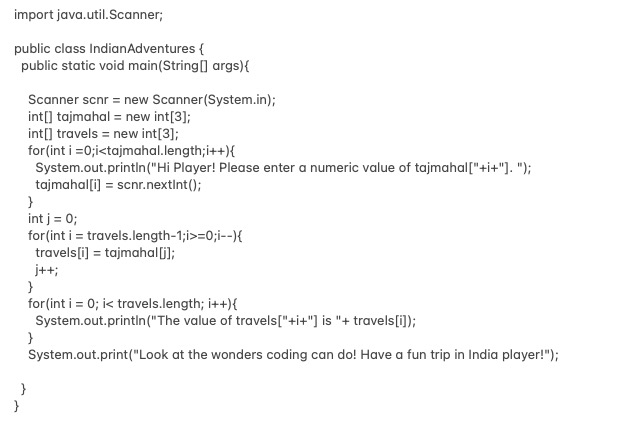 import java.util.Scanner;
public class IndianAdventures {
public static void main(String[] args){
Scanner scnr = new Scanner(System.in);
int[] tajmahal = new int[3];
int[] travels = new int[3];
for(int i =0;i<tajmahal.length;i++){
System.out.println("Hi Player! Please enter a numeric value of tajmahal["+i+"]. ");
tajmahal[i] = scnr.nextInt();
}
int j = 0;
for(int i = travels.length-1;i>=0;i--){
travels[i] = tajmahal[j];
j++;
}
for(int i = 0; i< travels.length; i++){
System.out.println("The value of travels["+i+"] is "+ travels[i]);
}
System.out.print("Look at the wonders coding can do! Have a fun trip in India player!");
}
}